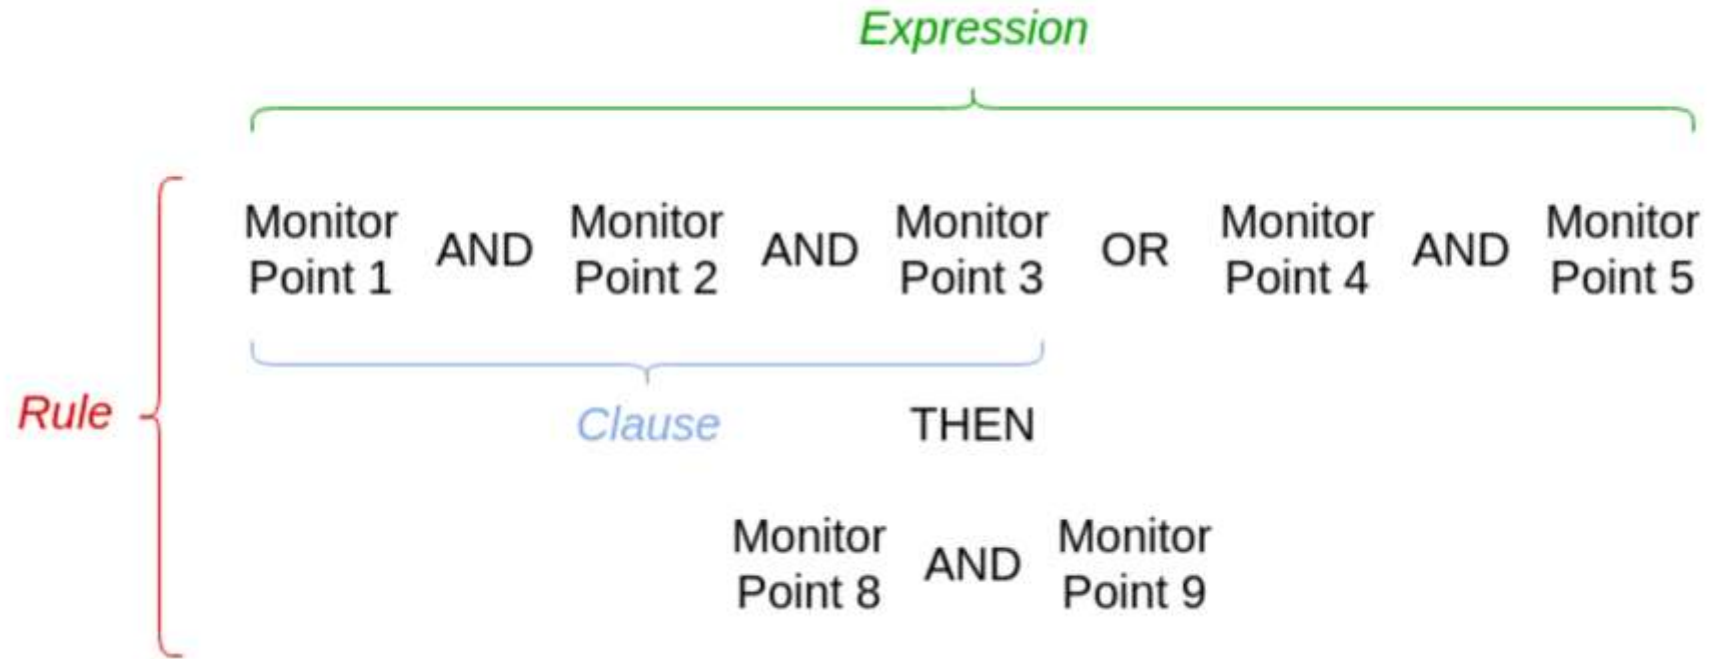 Expression
Monitor Point 1 AND Monitor Point 2 AND Monitor Point 3 OR Monitor Point 4 AND Monitor Point 5
Rule
Clause
THEN
Monitor Point 8 AND Monitor Point 9